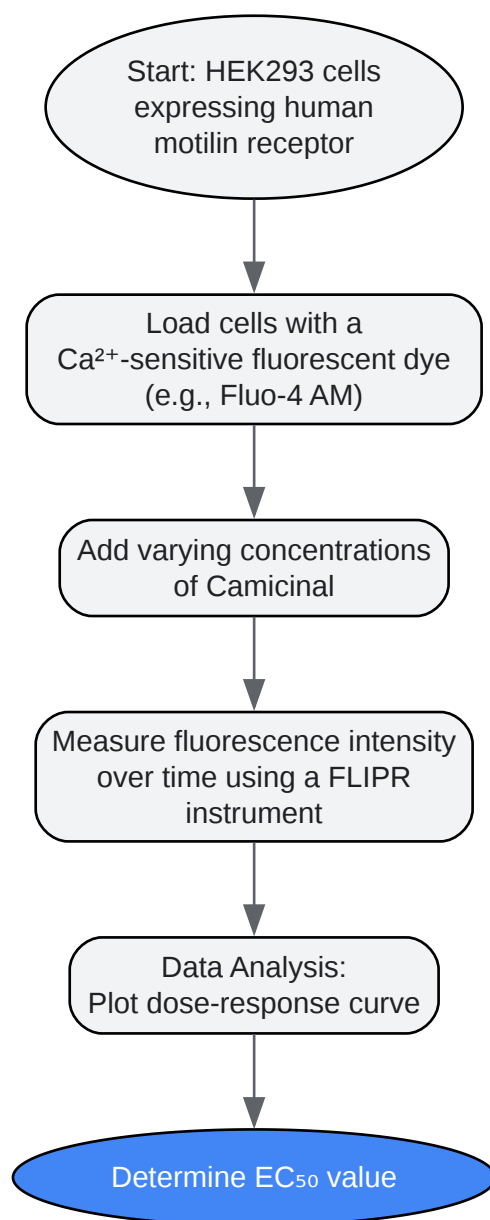 Start: HEK293 cells
expressing human
motilin receptor
Load cells with a
Ca²⁺-sensitive fluorescent dye
(e.g., Fluo-4 AM)
Add varying concentrations
of Camicinal
Measure fluorescence intensity
over time using a FLIPR
instrument
Data Analysis:
Plot dose-response curve
Determine EC₅₀ value